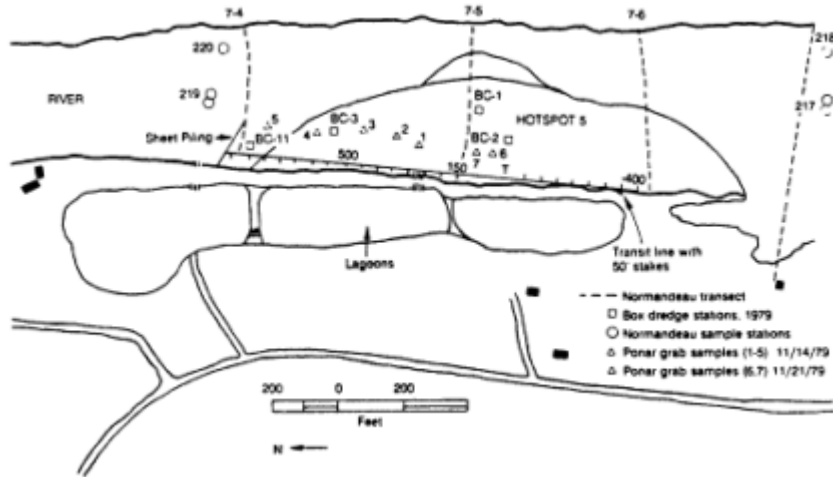 7-4
7-5
7-6
220
218
219
RIVER
217
BC-1
HOTSPOT 5
5
BC-3
4
3
2
1
Sheet Piling
BC-11
BC-2
7
6
T
500
150
-400
Transit line with
50' stakes
Lagoons
Normandeau transect
Box dredge stations, 1979
Normandeau sample stations
Ponar grab samples (1-5) 11/14/79
Ponar grab samples (6,7) 11/21/79
200 0 200
Feet
N